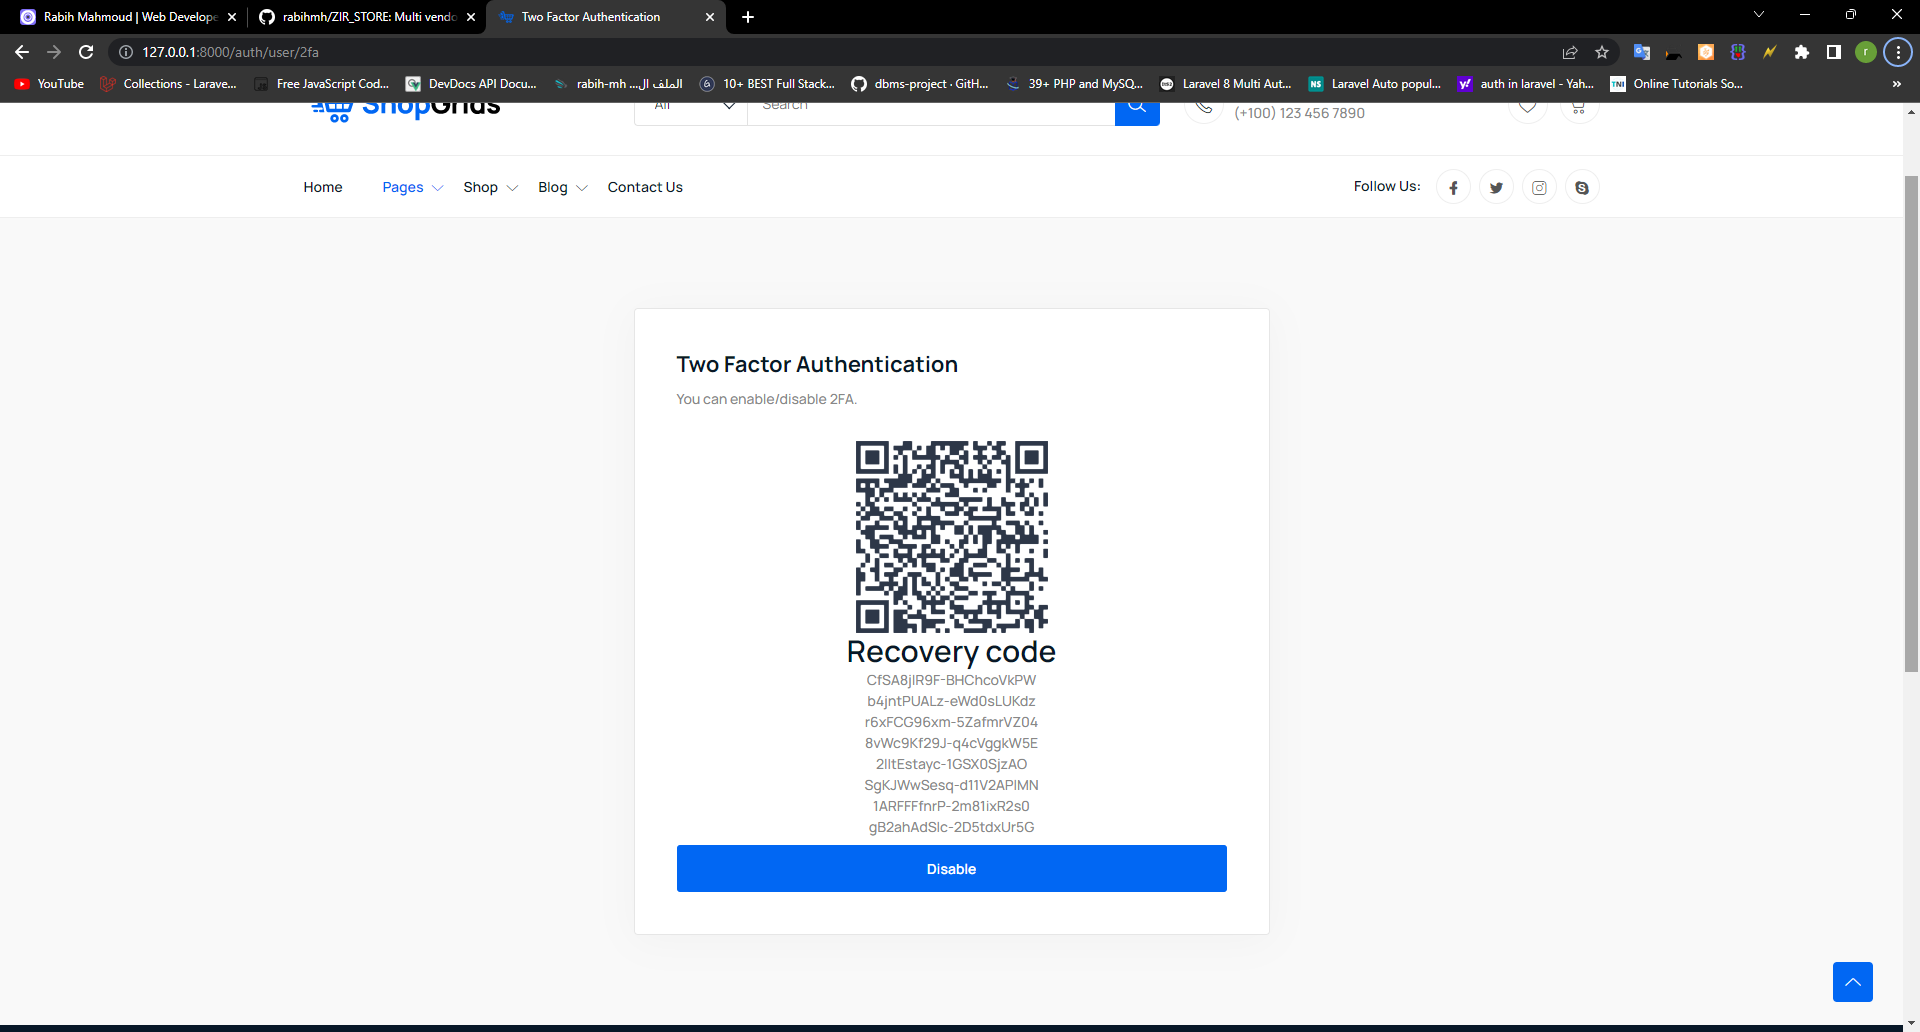 Rabih Mahmoud | Web Develope
rabihmh/ZIR_STORE: Multi vendo
Two Factor Authentication
127.0.0.1:8000/auth/user/2fa
r
YouTube
Collections - Larave...
Free JavaScript Cod...
DevDocs API Docu...
rabih-mh ...الملف ال
10+ BEST Full Stack...
dbms-project · GitH...
39+ PHP and MySQ...
Laravel 8 Multi Aut...
NS
Laravel Auto popul...
y!
auth in laravel - Yah...
TNI
Online Tutorials So...
»
ShopGrids
All
Search
(+100) 123 456 7890
Home
Pages
Shop
Blog
Contact Us
Follow Us:
Two Factor Authentication
You can enable/disable 2FA.
Recovery code
CfSA8jlR9F-BHChcoVkPW
b4jntPUALz-eWd0sLUKdz
r6xFCG96xm-5ZafmrVZ04
8vWc9Kf29J-q4cVggkW5E
2lltEstayc-1GSX0SjzAO
SgKJWwSesq-d11V2APlMN
1ARFFFfnrP-2m81ixR2s0
gB2ahAdSlc-2D5tdxUr5G
Disable